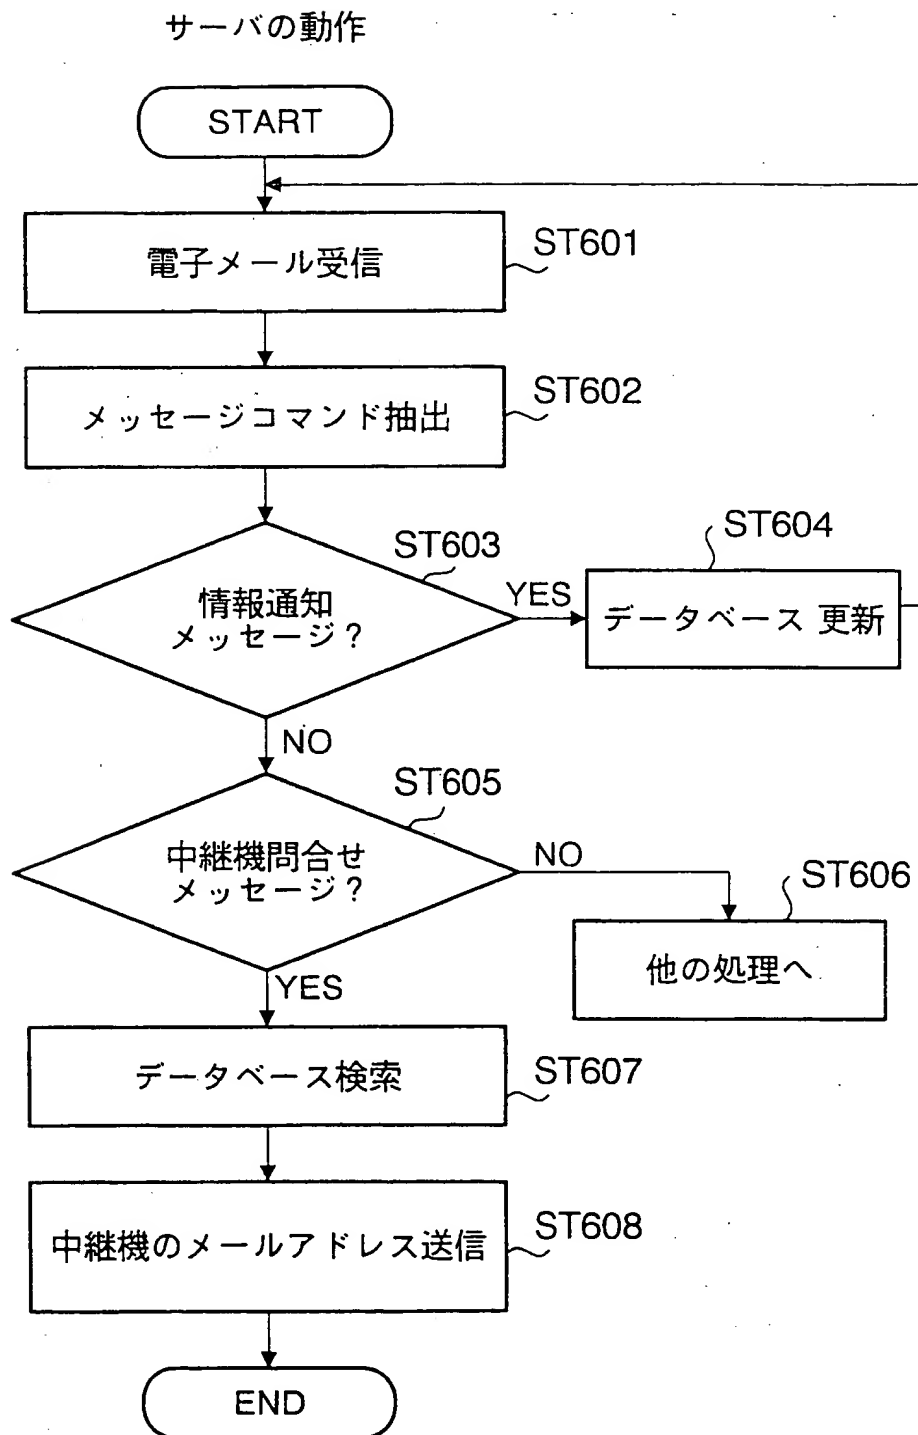 サーバの動作
START
電子メール受信
ST601
メッセージコマンド抽出
ST602
ST603
情報通知
メッセージ?
YES
ST604
データベース 更新
NO
ST605
中継機問合せ
メッセージ?
NO
ST606
他の処理へ
YES
データベース検索
ST607
中継機のメールアドレス送信
ST608
END